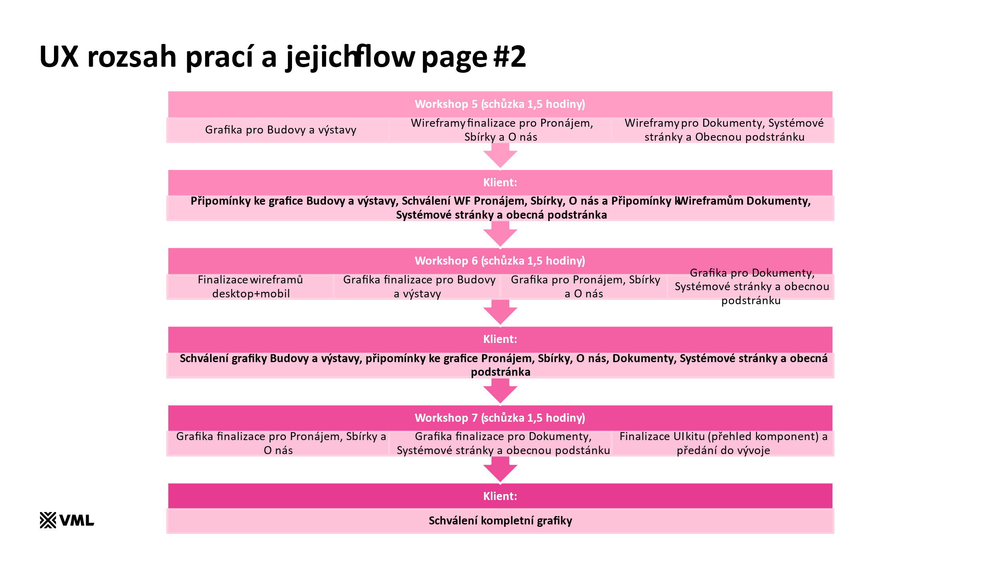 UX rozsah prací a jejich flow page #2
Workshop 5 (schůzka 1,5 hodiny)
Grafika pro Budovy a výstavy
Wireframy finalizace pro Pronájem,
Sbírky a O nás
Wireframy pro Dokumenty, Systémové
stránky a Obecnou podstránku
Klient:
Připomínky ke grafice Budovy a výstavy, Schválení WF Pronájem, Sbírky, O nás a Připomínky k Wireframům Dokumenty,
Systémové stránky a obecná podstránka
Workshop 6 (schůzka 1,5 hodiny)
Finalizace wireframů
desktop+mobil
Grafika finalizace pro Budovy
a výstavy
Grafika pro Pronájem, Sbírky
a O nás
Grafika pro Dokumenty,
Systémové stránky a obecnou
podstránku
Klient:
Schválení grafiky Budovy a výstavy, připomínky ke grafice Pronájem, Sbírky, O nás, Dokumenty, Systémové stránky a obecná
podstránka
Workshop 7 (schůzka 1,5 hodiny)
Grafika finalizace pro Pronájem, Sbírky a
O nás
Grafika finalizace pro Dokumenty,
Systémové stránky a obecnou podstánku
Finalizace UI kitu (přehled komponent) a
předání do vývoje
Klient:
Schválení kompletní grafiky
VML